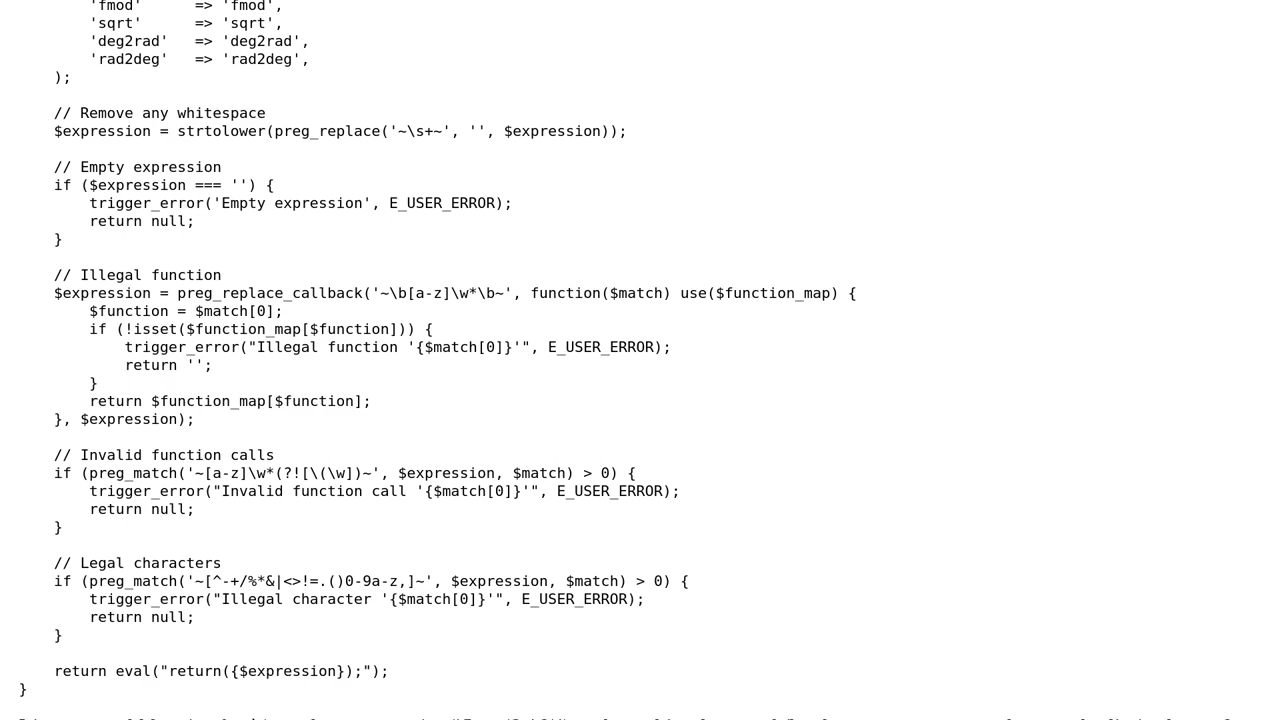 'fmod'      => 'fmod',
        'sqrt'      => 'sqrt',
        'deg2rad'   => 'deg2rad',
        'rad2deg'   => 'rad2deg',
    );

    // Remove any whitespace
    $expression = strtolower(preg_replace('~\s+~', '', $expression));

    // Empty expression
    if ($expression === '') {
        trigger_error('Empty expression', E_USER_ERROR);
        return null;
    }

    // Illegal function
    $expression = preg_replace_callback('~\b[a-z]\w*\b~', function($match) use($function_map) {
        $function = $match[0];
        if (!isset($function_map[$function])) {
            trigger_error("Illegal function '{$match[0]}'", E_USER_ERROR);
            return '';
        }
        return $function_map[$function];
    }, $expression);

    // Invalid function calls
    if (preg_match('~[a-z]\w*(?![\(\w])~', $expression, $match) > 0) {
        trigger_error("Invalid function call '{$match[0]}'", E_USER_ERROR);
        return null;
    }

    // Legal characters
    if (preg_match('~[^-+/%*&|<>!=.()0-9a-z,]~', $expression, $match) > 0) {
        trigger_error("Illegal character '{$match[0]}'", E_USER_ERROR);
        return null;
    }

    return eval("return({$expression});");
}